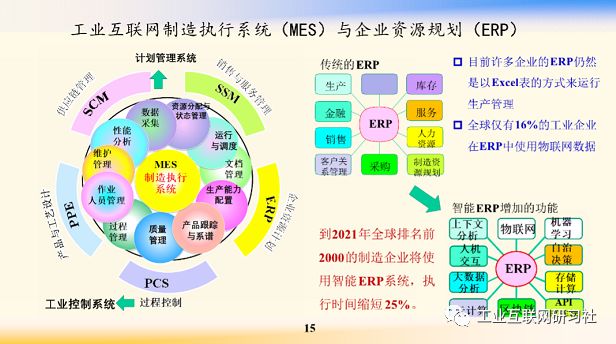 工业互联网制造执行系统（MES）与企业资源规划（ERP）
计划管理系统
供应链管理
SCM
销售与服务管理
SSM
数据
采集
资源分配与
状态管理
性能
分析
运行
与调度
维护
管理
文档
管理
MES
制造执行
系统
作业
人员管理
生产能力
配置
过程
管理
质量
管理
产品跟踪
与系谱
PPE
产品与工艺设计
ERP
PCS
工业控制系统
过程控制
传统的ERP
生产
库存
金融
服务
ERP
销售
人力
资源
客户关
系管理
采购
制造资
源规划
目前许多企业的ERP仍然
是以Excel表的方式来运行
生产管理
全球仅有16%的工业企业
在ERP中使用物联网数据
到2021年全球排名前
2000的制造企业将使
用智能ERP系统，执
行时间缩短25%。
智能ERP增加的功能
上下文
分析
物联网
机器
学习
人机
交互
自治
决策
ERP
大数据
分析
存储
计算
区块链
API
工业互联网研习社
15